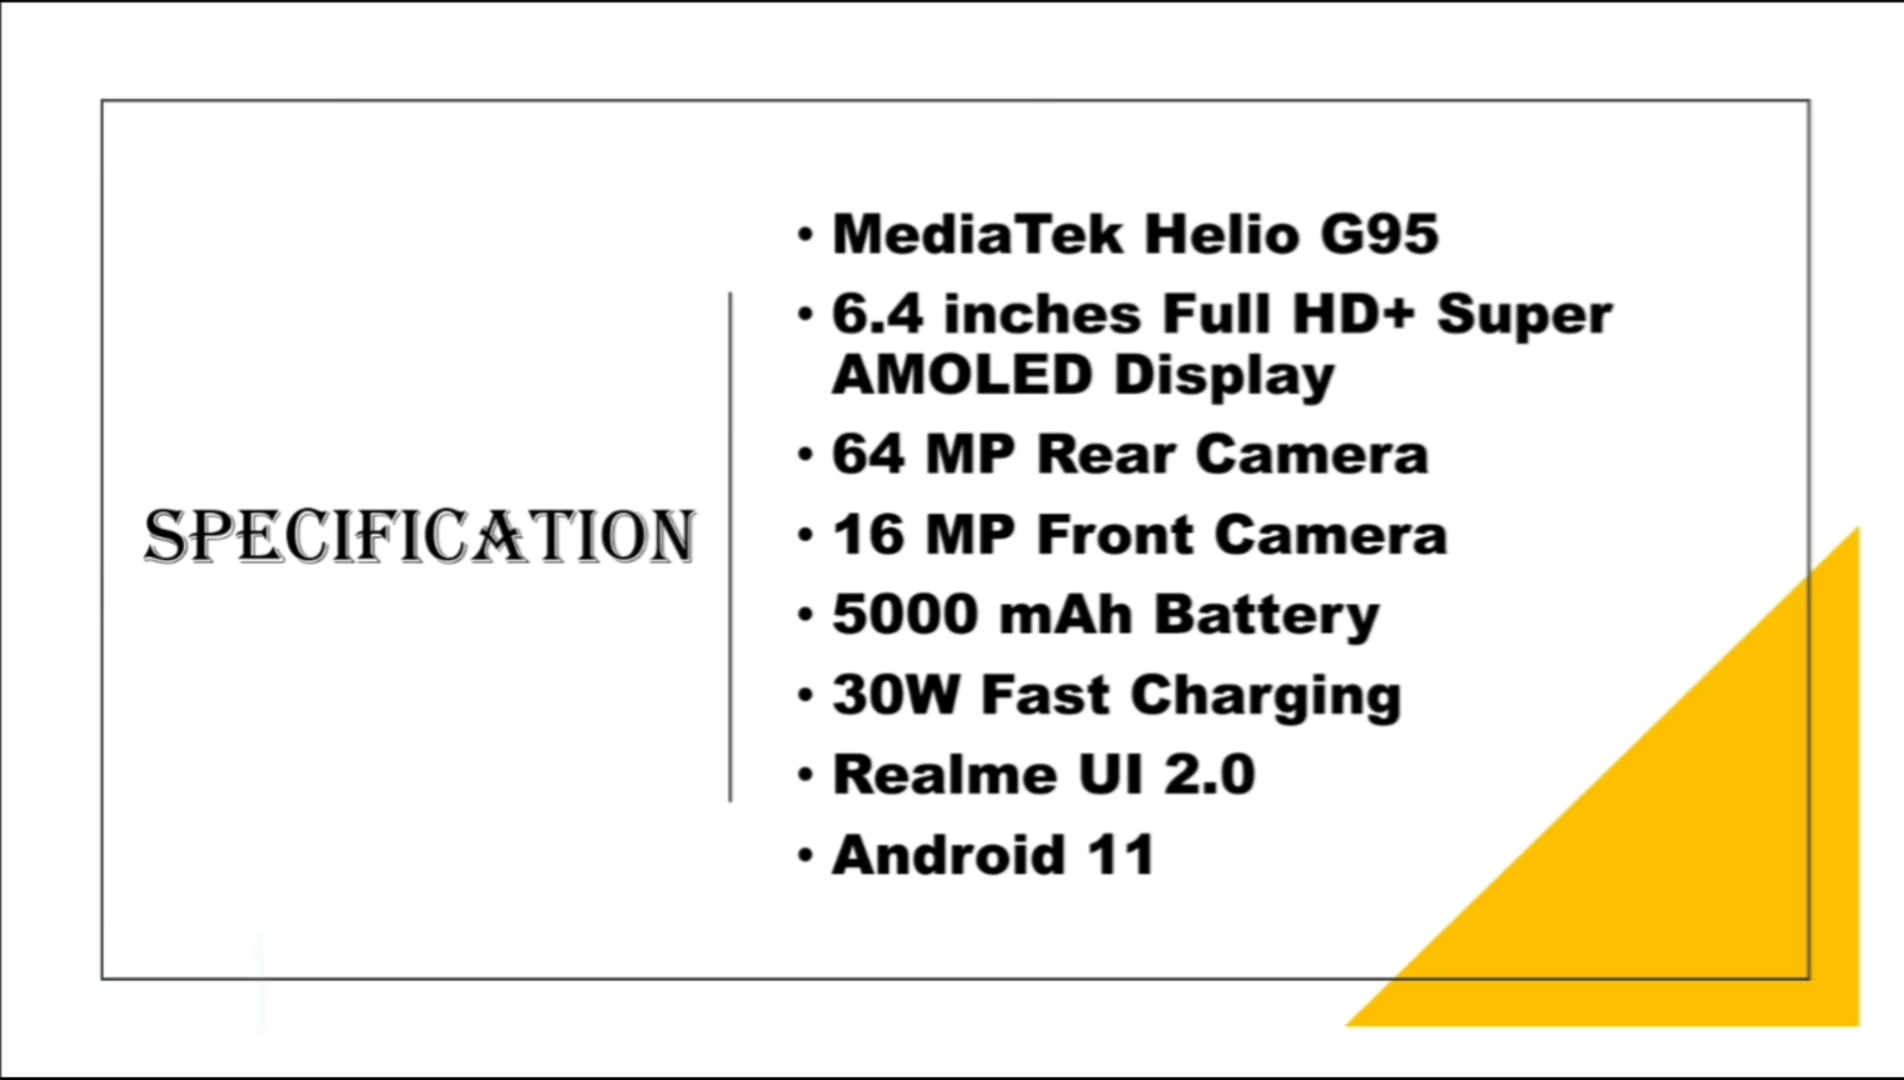 SPECIFICATION
• MediaTek Helio G95
• 6.4 inches Full HD+ Super
AMOLED Display
• 64 MP Rear Camera
• 16 MP Front Camera
• 5000 mAh Battery
• 30W Fast Charging
• Realme UI 2.0
• Android 11